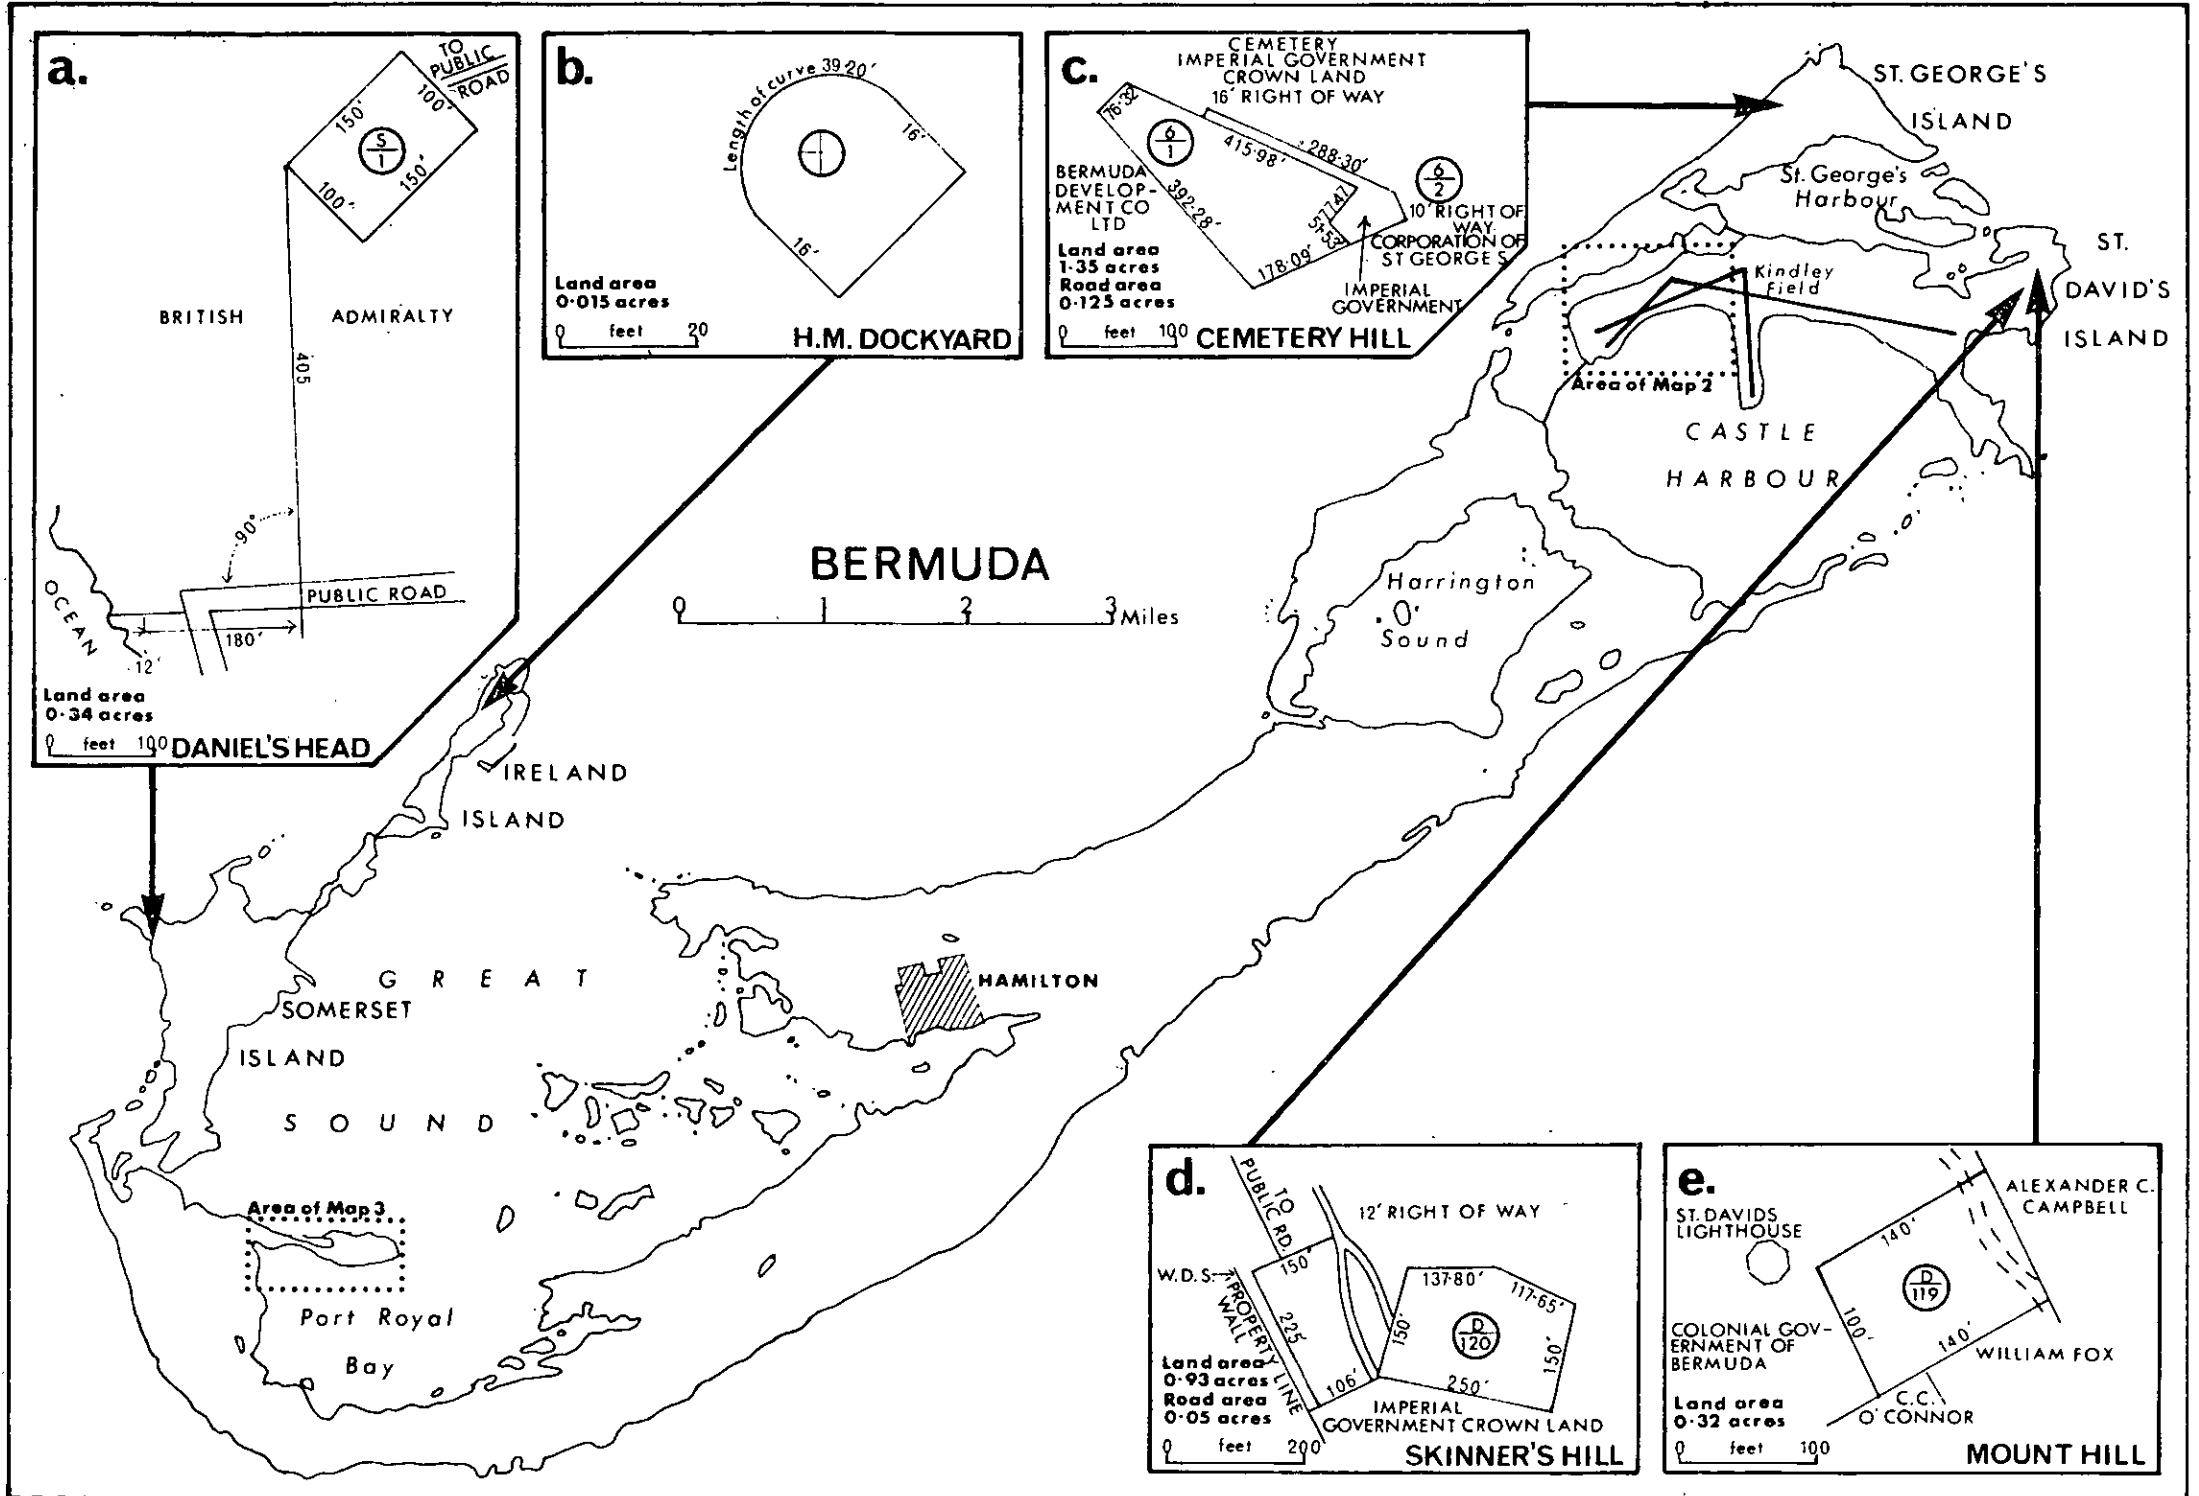 a.
TO
PUBLIC
ROAD
150'
100'
S
1
100'
150'
BRITISH ADMIRALTY
405
90°
OCEAN
PUBLIC ROAD
180'
12'
Land area
0·34 acres
0 feet 100
DANIEL'S HEAD
b.
Length of curve 39·20'
16'
16'
Land area
0·015 acres
0 feet 20
H.M. DOCKYARD
c.
CEMETERY
IMPERIAL GOVERNMENT
CROWN LAND
16' RIGHT OF WAY
76·32
6
1
415·98'
288·30'
6
2
BERMUDA
DEVELOP-
MENT CO
LTD
392·28'
77·47
51·53
178·09'
10' RIGHT OF
WAY
CORPORATION OF
ST GEORGE S
IMPERIAL
GOVERNMENT
Land area
1·35 acres
Road area
0·125 acres
0 feet 100
CEMETERY HILL
ST. GEORGE'S
ISLAND
St. George's
Harbour
ST.
DAVID'S
ISLAND
Kindley
Field
Area of Map 2
CASTLE
HARBOUR
BERMUDA
0 1 2 3 Miles
Harrington
Sound
IRELAND
ISLAND
GREAT
SOUND
HAMILTON
SOMERSET
ISLAND
Area of Map 3
Port Royal
Bay
d.
TO
PUBLIC RD.
12' RIGHT OF WAY
W.D.S.
PROPERTY LINE
WALL
150'
225'
106'
150'
137·80'
117·65'
D
120
150'
250'
IMPERIAL
GOVERNMENT CROWN LAND
Land area
0·93 acres
Road area
0·05 acres
0 feet 200
SKINNER'S HILL
e.
ST. DAVIDS
LIGHTHOUSE
ALEXANDER C.
CAMPBELL
140'
D
119
100'
140'
COLONIAL GOV-
ERNMENT OF
BERMUDA
WILLIAM FOX
C.C.
O'CONNOR
Land area
0·32 acres
0 feet 100
MOUNT HILL